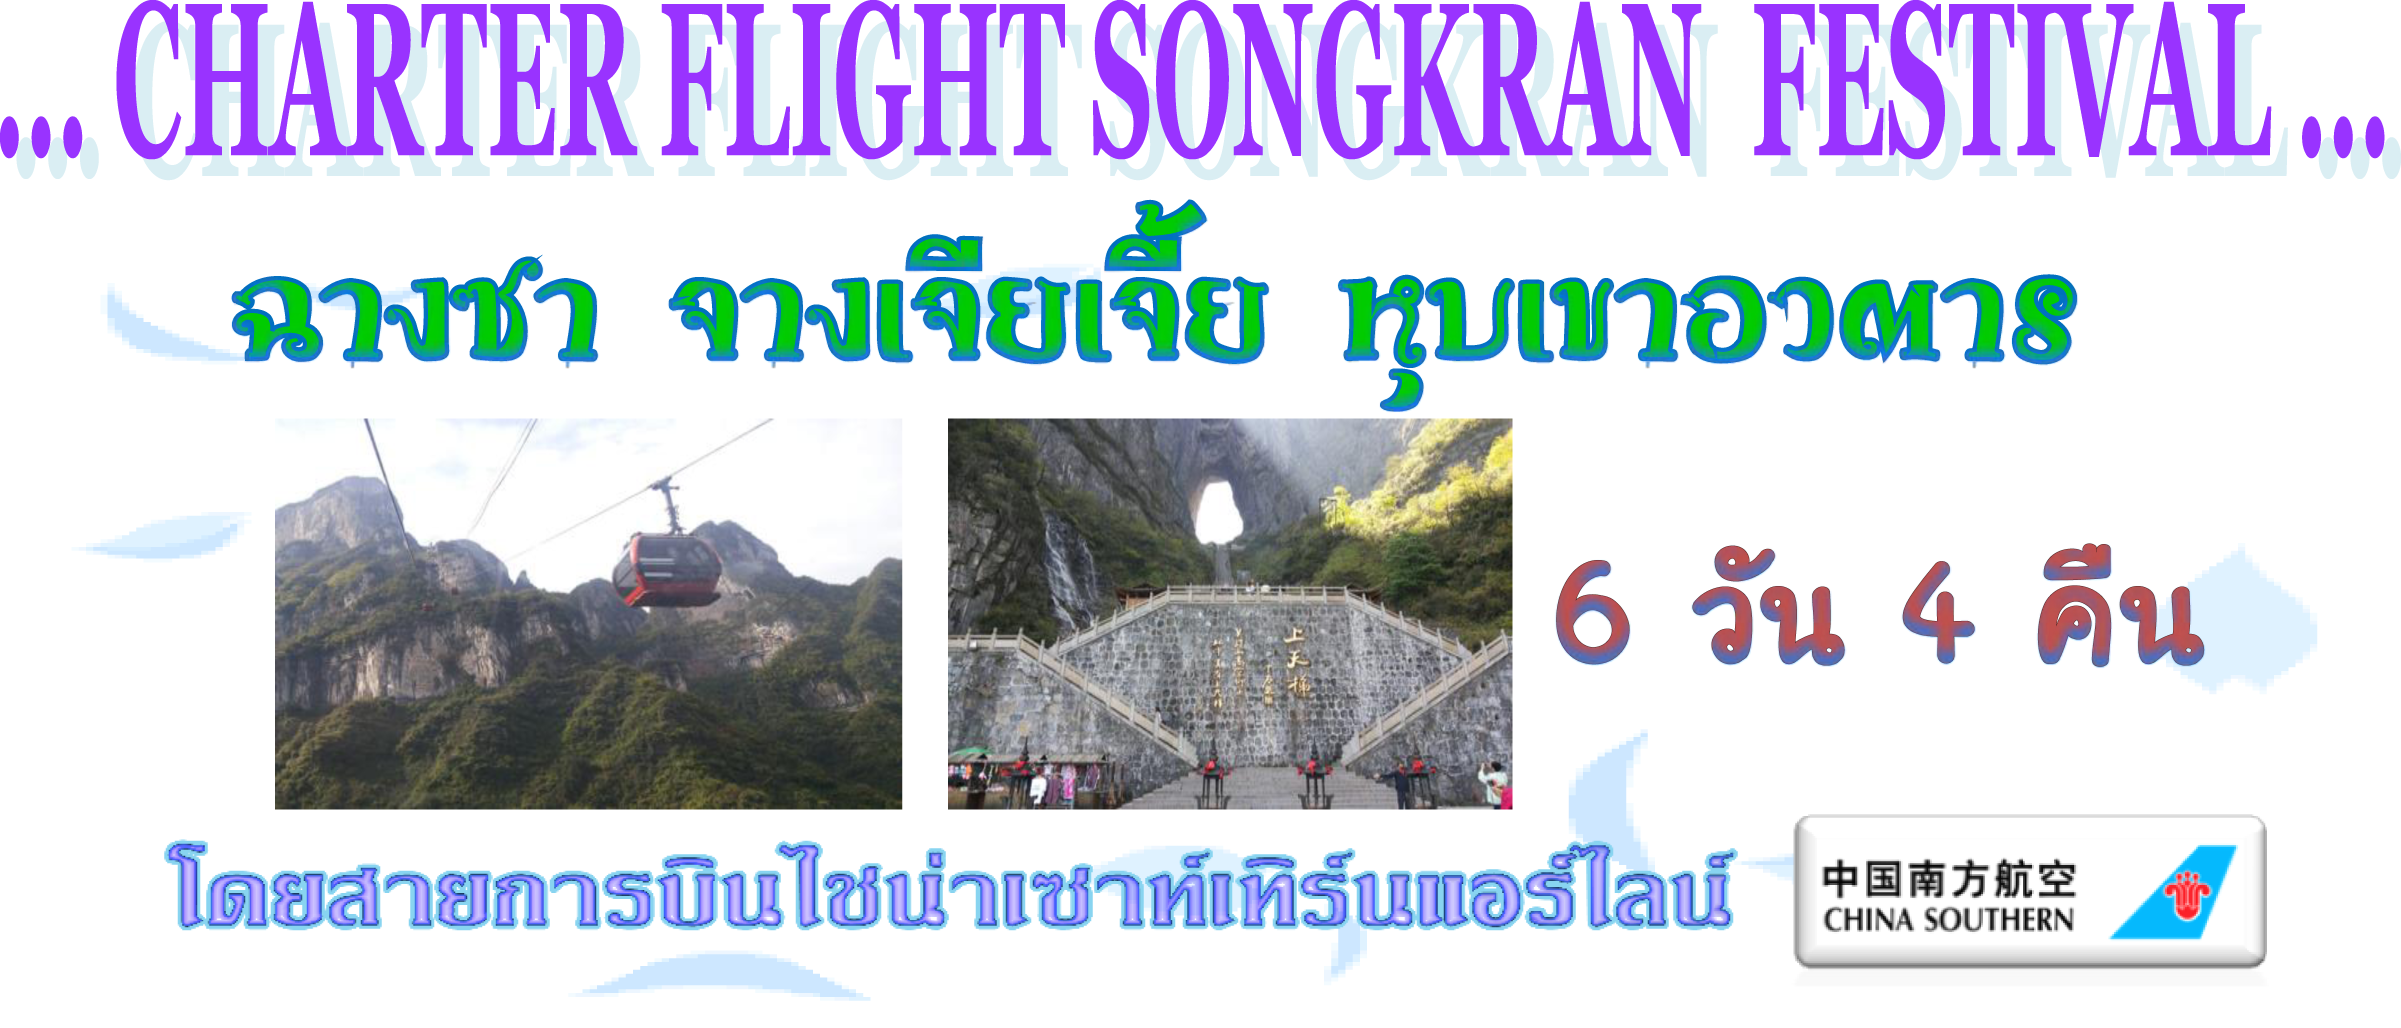 ... CHARTER FLIGHT SONGKRAN FESTIVAL ...
ฉางซา จางเจียเจี้ย หุบเขาอวตาร
上天梯
6 วัน 4 คืน
โดยสายการบินไชน่าเซาท์เทิร์นแอร์ไลน์
中国南方航空
CHINA SOUTHERN